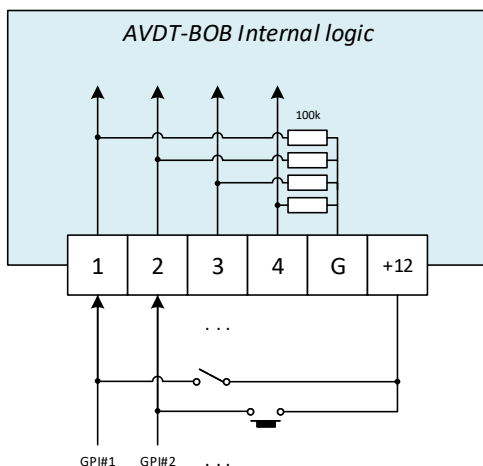 AVDT-BOB Internal logic
100k
1 2 3 4 G +12
. . .
GPI#1 GPI#2 . . .